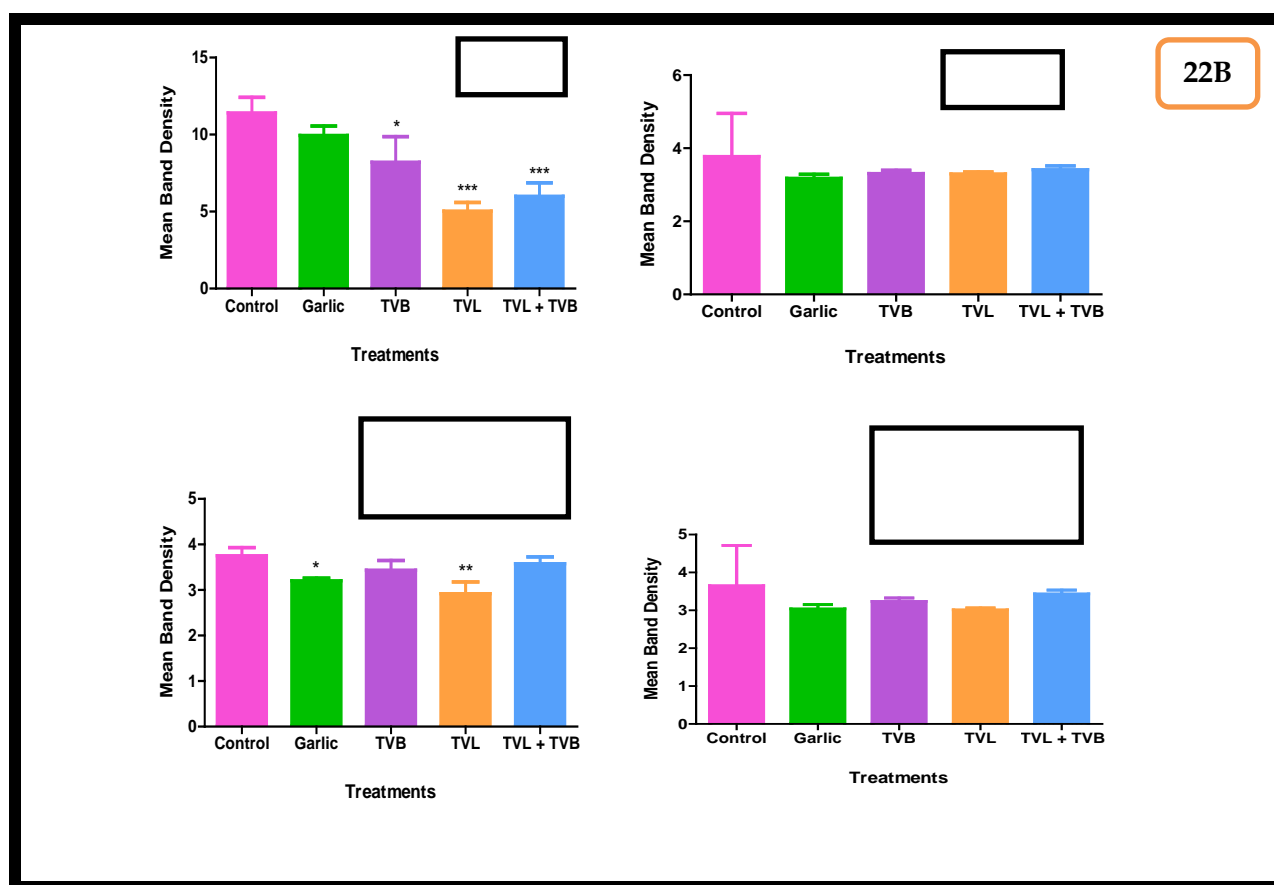 22B
15
10
5
0
Mean Band Density
*
***
***
Control Garlic TVB TVL TVL + TVB
Treatments
6
4
2
0
Mean Band Density
Control Garlic TVB TVL TVL + TVB
Treatments
5
4
3
2
1
0
Mean Band Density
*
**
Control Garlic TVB TVL TVL + TVB
Treatments
5
4
3
2
1
0
Mean Band Density
Control Garlic TVB TVL TVL + TVB
Treatments